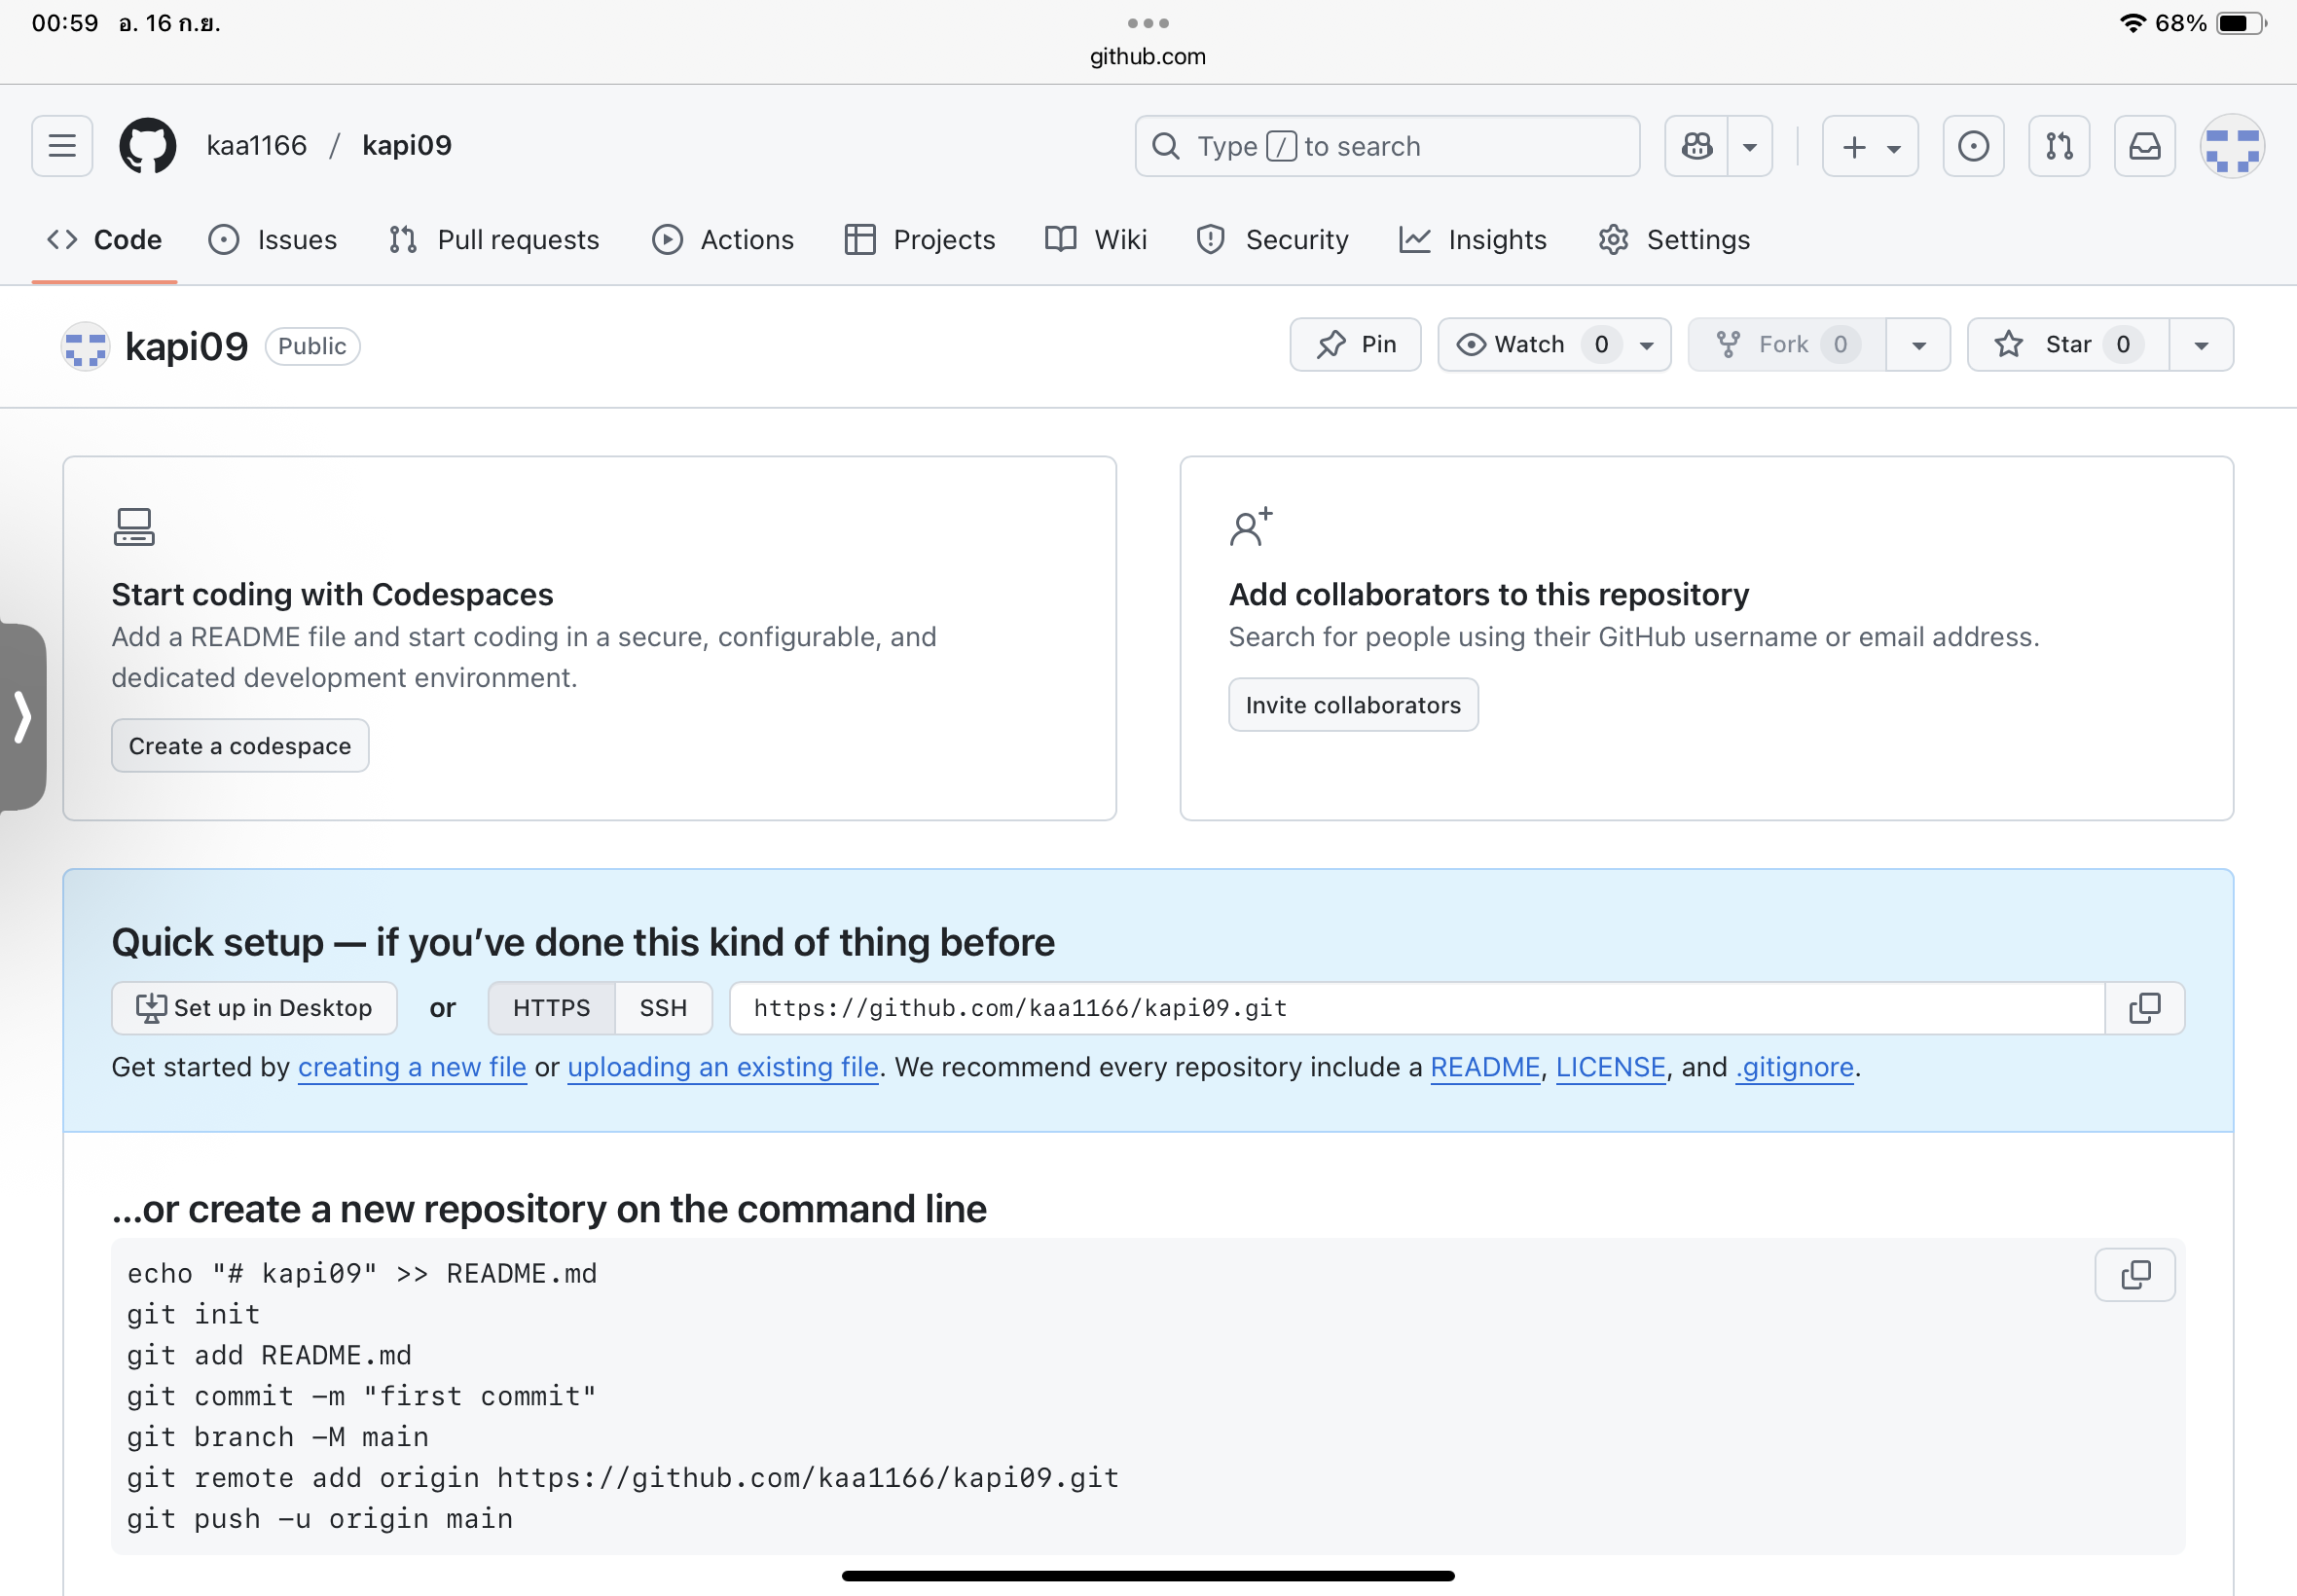 00:59 อ. 16 ก.ย.
68%
github.com
kaa1166 / kapi09
Type / to search
Code Issues Pull requests Actions Projects Wiki Security Insights Settings
kapi09 Public
Pin Watch 0 Fork 0 Star 0
Start coding with Codespaces
Add a README file and start coding in a secure, configurable, and
dedicated development environment.
Create a codespace
Add collaborators to this repository
Search for people using their GitHub username or email address.
Invite collaborators
Quick setup — if you’ve done this kind of thing before
Set up in Desktop or HTTPS SSH https://github.com/kaa1166/kapi09.git
Get started by creating a new file or uploading an existing file. We recommend every repository include a README, LICENSE, and .gitignore.
…or create a new repository on the command line
echo "# kapi09" >> README.md
git init
git add README.md
git commit -m "first commit"
git branch -M main
git remote add origin https://github.com/kaa1166/kapi09.git
git push -u origin main